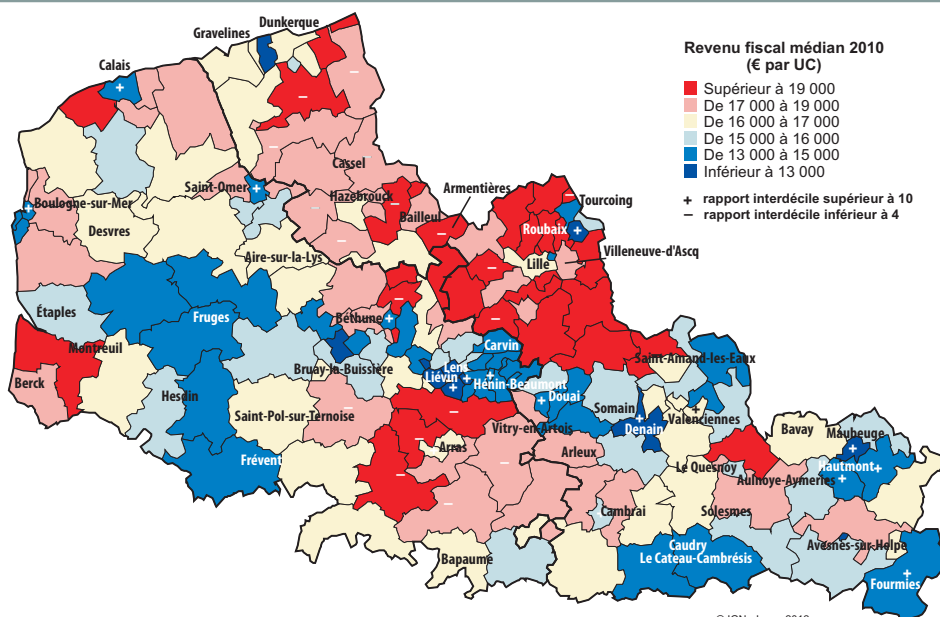 Revenu fiscal médian 2010
(€ par UC)
Supérieur à 19 000
De 17 000 à 19 000
De 16 000 à 17 000
De 15 000 à 16 000
De 13 000 à 15 000
Inférieur à 13 000
+ rapport interdécile supérieur à 10
– rapport interdécile inférieur à 4
Dunkerque
Gravelines
Calais
Cassel
Saint-Omer
Hazebrouck
Armentières
Tourcoing
Boulogne-sur-Mer
Bailleul
Roubaix
Desvres
Villeneuve-d'Ascq
Aire-sur-la-Lys
Lille
Étaples
Fruges
Béthune
Carvin
Montreuil
Saint-Amand-les-Eaux
Bruay-la-Buissière
Lens
Liévin
Berck
Hénin-Beaumont
Hesdin
Douai
Saint-Pol-sur-Ternoise
Somain
Valenciennes
Vitry-en-Artois
Denain
Bavay
Maubeuge
Arras
Arleux
Frévent
Le Quesnoy
Hautmont
Aulnoye-Aymeries
Cambrai
Solesmes
Caudry
Avesnes-sur-Helpe
Bapaume
Le Cateau-Cambrésis
Fourmies